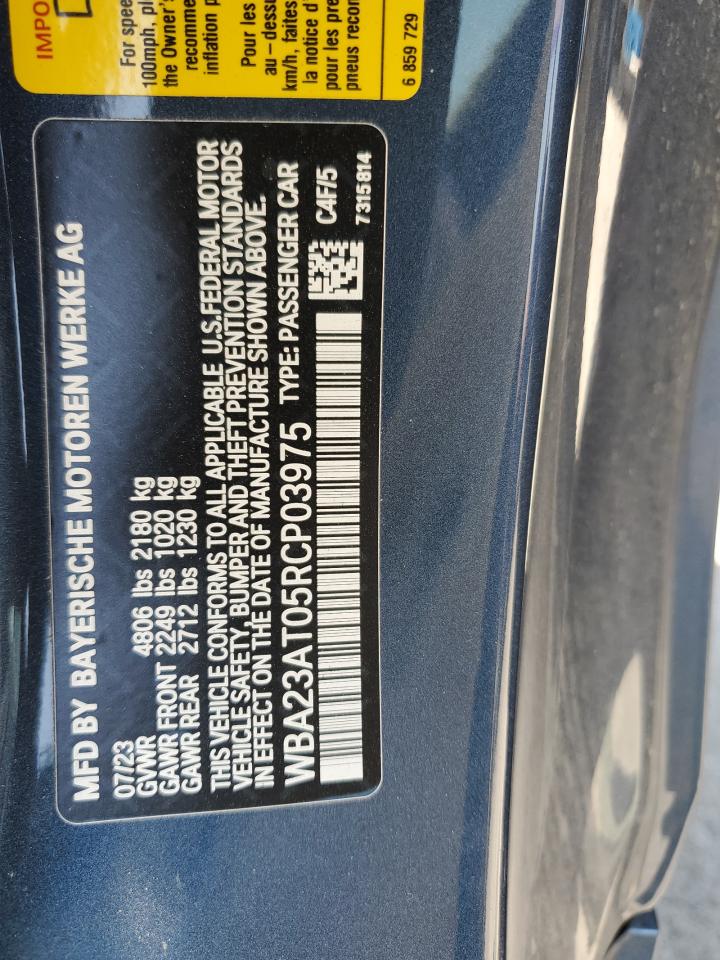 MFD BY BAYERISCHE MOTOREN WERKE AG
07/23
GVWR 4806 lbs 2180 kg
GAWR FRONT 2249 lbs 1020 kg
GAWR REAR 2712 lbs 1230 kg
THIS VEHICLE CONFORMS TO ALL APPLICABLE U.S.FEDERAL MOTOR
VEHICLE SAFETY, BUMPER AND THEFT PREVENTION STANDARDS
IN EFFECT ON THE DATE OF MANUFACTURE SHOWN ABOVE.
WBA23AT05RCP03975 TYPE: PASSENGER CAR
C4F/5
7315814
For
100mph,
the Owner's
inflation
Pour les
au-dessu
km/h, faites
la notice d'
pour les pre
pneus recom
6 859 729